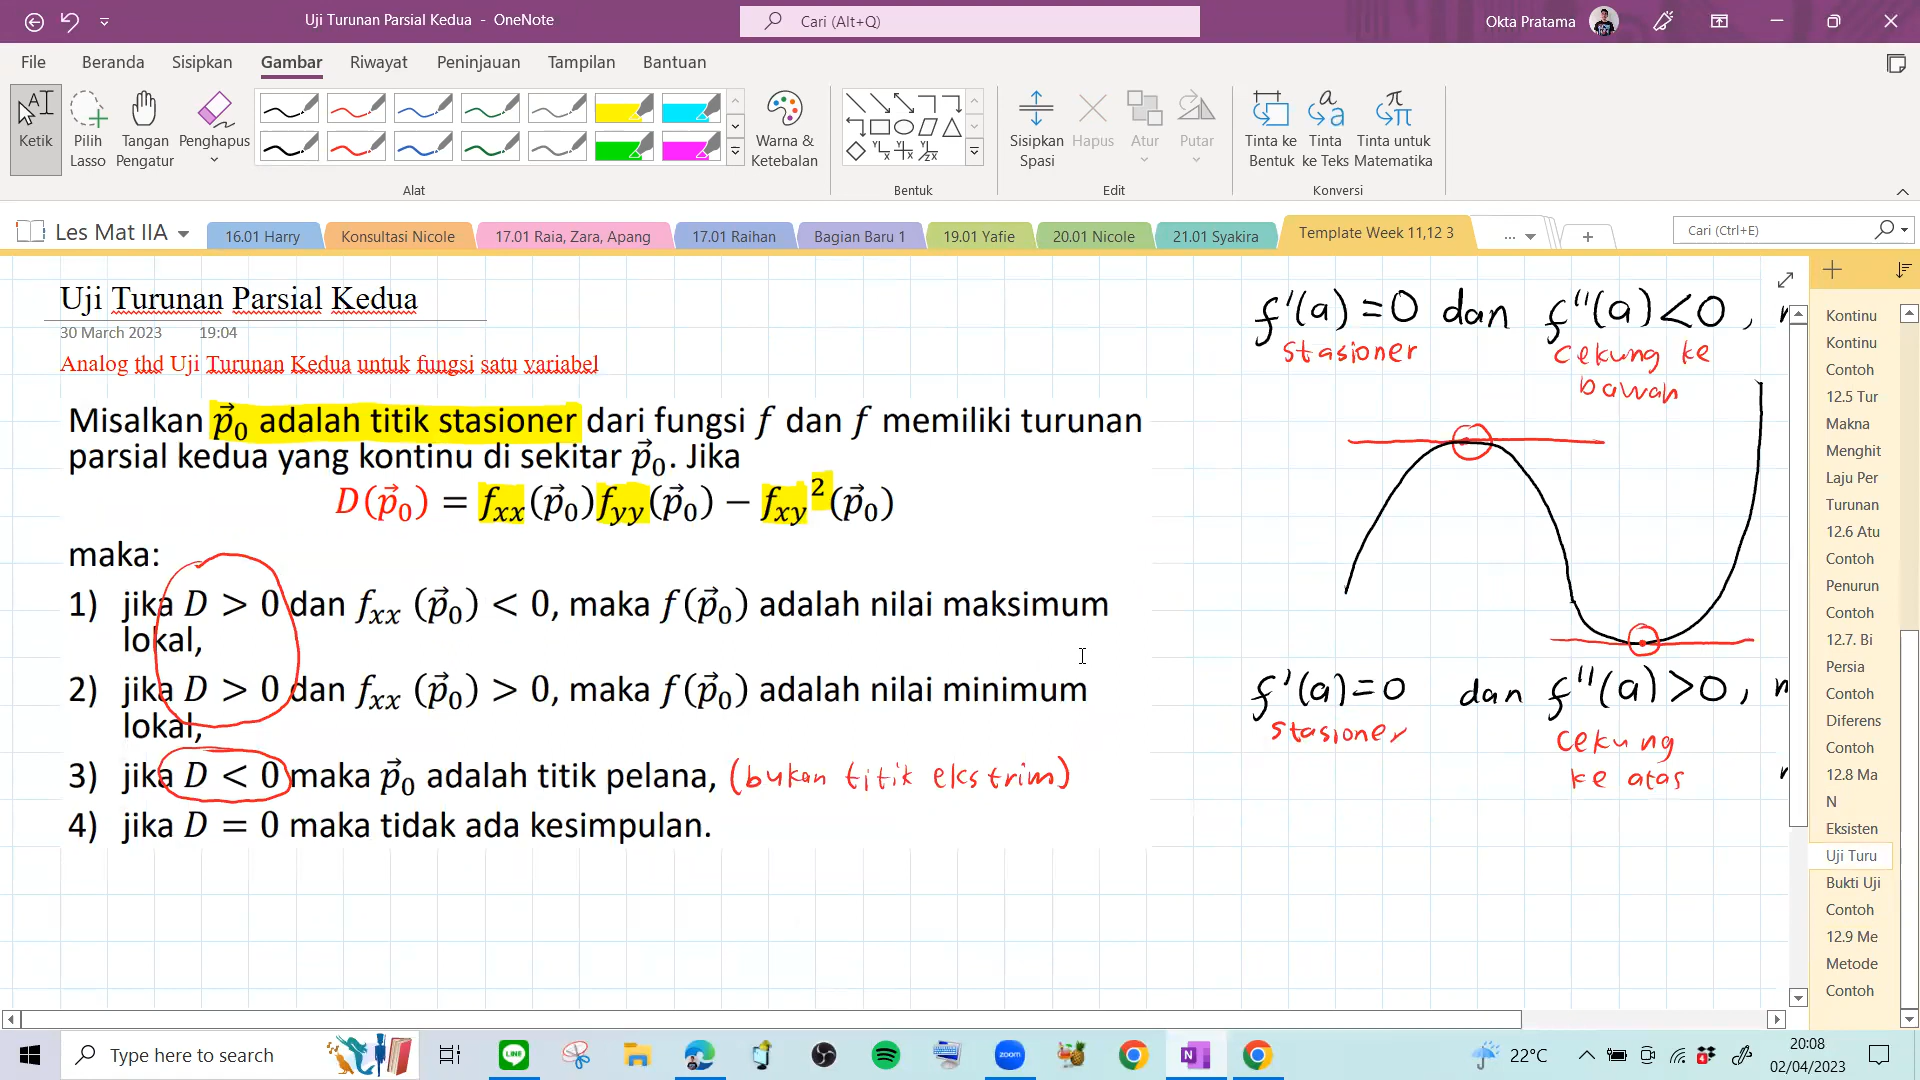 Uji Turunan Parsial Kedua - OneNote
Cari (Alt+Q)
Okta Pratama
File Beranda Sisipkan Gambar Riwayat Peninjauan Tampilan Bantuan
Ketik
Pilih Lasso
Tangan Pengatur
Penghapus
Warna & Ketebalan
Sisipkan Spasi
Hapus
Atur
Putar
Tinta ke Bentuk
Tinta ke Teks
Tinta untuk Matematika
Alat
Bentuk
Edit
Konversi
Les Mat IIA
16.01 Harry
Konsultasi Nicole
17.01 Raia, Zara, Apang
17.01 Raihan
Bagian Baru 1
19.01 Yafie
20.01 Nicole
21.01 Syakira
Template Week 11,12 3
...
Cari (Ctrl+E)
Uji Turunan Parsial Kedua
30 March 2023 19:04
Analog thd Uji Turunan Kedua untuk fungsi satu variabel
Misalkan p⃗₀ adalah titik stasioner dari fungsi f dan f memiliki turunan
parsial kedua yang kontinu di sekitar p⃗₀. Jika
D(p⃗₀) = fₓₓ(p⃗₀)f_yy(p⃗₀) − f_xy²(p⃗₀)
maka:
1) jika D > 0 dan fₓₓ (p⃗₀) < 0, maka f(p⃗₀) adalah nilai maksimum
lokal,
2) jika D > 0 dan fₓₓ (p⃗₀) > 0, maka f(p⃗₀) adalah nilai minimum
lokal,
3) jika D < 0 maka p⃗₀ adalah titik pelana, (bukan titik ekstrim)
4) jika D = 0 maka tidak ada kesimpulan.
f'(a) = 0 dan f''(a) < 0 ,
stasioner
cekung ke
bawah
f'(a) = 0 dan f''(a) > 0 ,
stasioner
cekung
ke atas
Kontinu
Kontinu
Contoh
12.5 Tur
Makna
Menghit
Laju Per
Turunan
12.6 Atu
Contoh
Penurun
Contoh
12.7. Bi
Persia
Contoh
Diferens
Contoh
12.8 Ma
N
Eksisten
Uji Turu
Bukti Uji
Contoh
12.9 Me
Metode
Contoh
Type here to search
LINE
zoom
N
22°C
4
20:08
02/04/2023